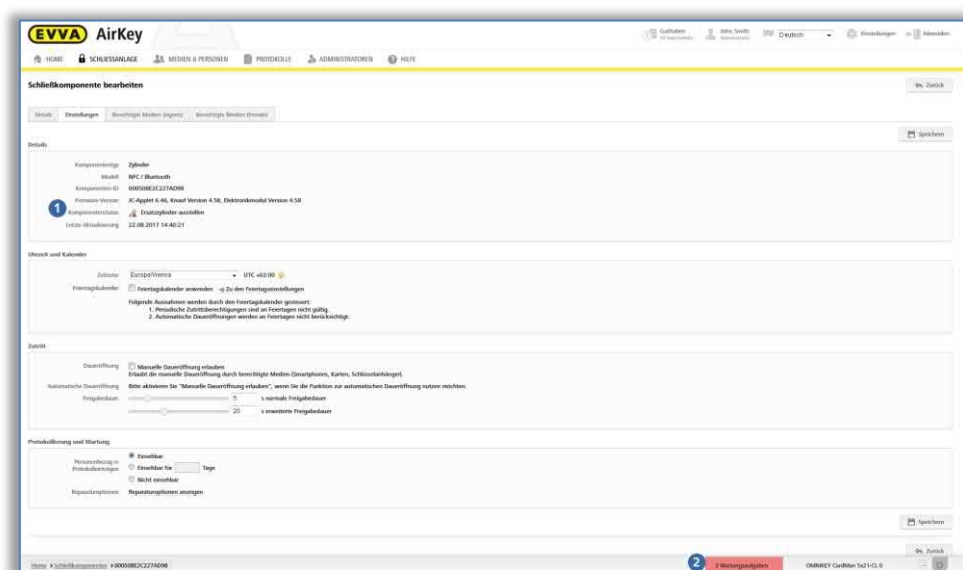 EVVA AirKey
Guthaben
John Smith
Administrator
Deutsch
Einstellungen
Abmelden
HOME
SCHLIESSANLAGE
MEDIEN & PERSONEN
PROTOKOLLE
ADMINISTRATOREN
HILFE
Schließkomponente bearbeiten
Zurück
Details
Einstellungen
Berechtigte Medien (eigene)
Berechtigte Medien (fremde)
Speichern
Details
Komponententyp Zylinder
Modell NFC / Bluetooth
Komponenten-ID 000508E2C227AD98
Firmware-Version JC-Applet 6.46, Knauf Version 4.58, Elektronikmodul Version 4.58
1 Komponentenstatus Ersatzzylinder ausstellen
Letzte Aktualisierung 22.08.2017 14:40:21
Uhrzeit und Kalender
Zeitzone Europe/Vienna UTC +02:00
Feiertagskalender Feiertagskalender anwenden Zu den Feiertagseinstellungen
Folgende Ausnahmen werden durch den Feiertagskalender gesteuert:
1. Periodische Zutrittsberechtigungen sind an Feiertagen nicht gültig.
2. Automatische Daueröffnungen werden an Feiertagen nicht berücksichtigt.
Zutritt
Daueröffnung Manuelle Daueröffnung erlauben
Erlaubt die manuelle Daueröffnung durch berechtigte Medien (Smartphones, Karten, Schlüsselanhänger).
Automatische Daueröffnung Bitte aktivieren Sie "Manuelle Daueröffnung erlauben", wenn Sie die Funktion zur automatischen Daueröffnung nutzen möchten.
Freigabedauer 5 s normale Freigabedauer
20 s erweiterte Freigabedauer
Protokollierung und Wartung
Personenbezug in Protokolleinträgen
Einsehbar
Einsehbar für Tage
Nicht einsehbar
Reparaturoptionen Reparaturoptionen anzeigen
Speichern
Zurück
Home Schließkomponenten 000508E2C227AD98
2 Wartungsaufgaben
OMNIKEY CardMan 5x21-CL 0